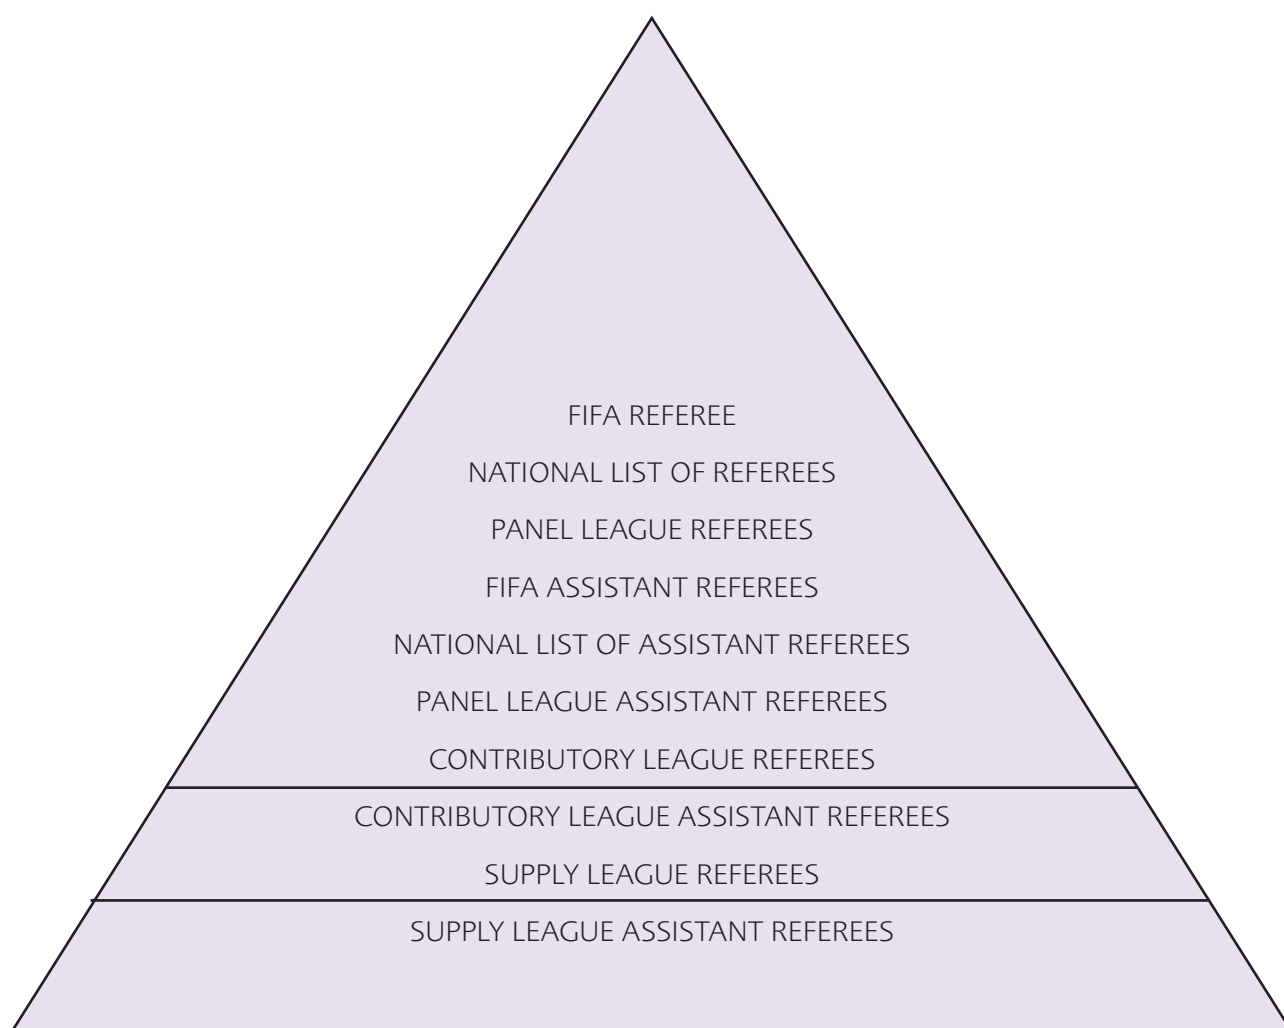 FIFA REFEREE
NATIONAL LIST OF REFEREES
PANEL LEAGUE REFEREES
FIFA ASSISTANT REFEREES
NATIONAL LIST OF ASSISTANT REFEREES
PANEL LEAGUE ASSISTANT REFEREES
CONTRIBUTORY LEAGUE REFEREES
CONTRIBUTORY LEAGUE ASSISTANT REFEREES
SUPPLY LEAGUE REFEREES
SUPPLY LEAGUE ASSISTANT REFEREES